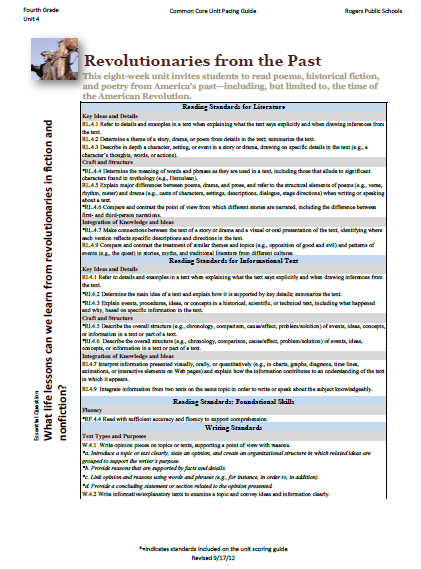 Fourth Grade
Unit 4
Common Core Unit Pacing Guide
Rogers Public Schools
Revolutionaries from the Past
This eight-week unit invites students to read poems, historical fiction,
and poetry from America's past—including, but limited to, the time of
the American Revolution.
Essential Question
What life lessons can we learn from revolutionaries in fiction and
nonfiction?
Reading Standards for Literature
Key Ideas and Details
RL.4.1 Refer to details and examples in a text when explaining what the text says explicitly and when drawing inferences from
the text.
RL.4.2 Determine a theme of a story, drama, or poem from details in the text; summarize the text.
RL.4.3 Describe in depth a character, setting, or event in a story or drama, drawing on specific details in the text (e.g., a
character's thoughts, words, or actions).
Craft and Structure
*RL.4.4 Determine the meaning of words and phrases as they are used in a text, including those that allude to significant
characters found in mythology (e.g., Herculean).
RL.4.5 Explain major differences between poems, drama, and prose, and refer to the structural elements of poems (e.g., verse,
rhythm, meter) and drama (e.g., casts of characters, settings, descriptions, dialogue, stage directions) when writing or speaking
about a text.
*RL.4.6 Compare and contrast the point of view from which different stories are narrated, including the difference between
first- and third-person narrations.
Integration of Knowledge and Ideas
*RL.4.7 Make connections between the text of a story or drama and a visual or oral presentation of the text, identifying where
each version reflects specific descriptions and directions in the text.
RL.4.9 Compare and contrast the treatment of similar themes and topics (e.g., opposition of good and evil) and patterns of
events (e.g., the quest) in stories, myths, and traditional literature from different cultures.
Reading Standards for Informational Text
Key Ideas and Details
RI.4.1 Refer to details and examples in a text when explaining what the text says explicitly and when drawing inferences from
the text.
*RI.4.2 Determine the main idea of a text and explain how it is supported by key details; summarize the text.
*RI.4.3 Explain events, procedures, ideas, or concepts in a historical, scientific, or technical text, including what happened
and why, based on specific information in the text.
Craft and Structure
*RI.4.5 Describe the overall structure (e.g., chronology, comparison, cause/effect, problem/solution) of events, ideas, concepts,
or information in a text or part of a text.
*RI.4.6 Describe the overall structure (e.g., chronology, comparison, cause/effect, problem/solution) of events, ideas,
concepts, or information in a text or part of a text.
Integration of Knowledge and Ideas
RI.4.7 Interpret information presented visually, orally, or quantitatively (e.g., in charts, graphs, diagrams, time lines,
animations, or interactive elements on Web pages) and explain how the information contributes to an understanding of the text
in which it appears.
RI.4.9 Integrate information from two texts on the same topic in order to write or speak about the subject knowledgeably.
Reading Standards: Foundational Skills
Fluency
*RF.4.4 Read with sufficient accuracy and fluency to support comprehension.
Writing Standards
Text Types and Purposes
W.4.1 Write opinion pieces on topics or texts, supporting a point of view with reasons.
*a. Introduce a topic or text clearly, state an opinion, and create an organizational structure in which related ideas are
grouped to support the writer's purpose.
*b. Provide reasons that are supported by facts and details.
*c. Link opinion and reasons using words and phrases (e.g., for instance, in order to, in addition).
*d. Provide a concluding statement or section related to the opinion presented.
W.4.2 Write informative/explanatory texts to examine a topic and convey ideas and information clearly.
*=indicates standards included on the unit scoring guide
Revised 9/17/12